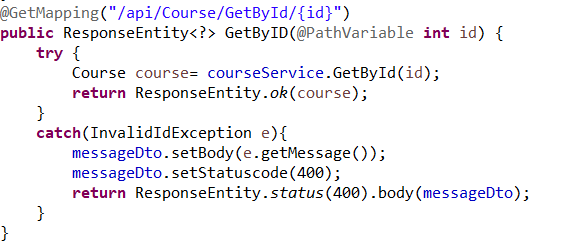 @GetMapping("/api/Course/GetById/{id}")
public ResponseEntity<?> GetByID(@PathVariable int id) {
    try {
        Course course= courseService.GetById(id);
        return ResponseEntity.ok(course);
    }
    catch(InvalidIdException e){
        messageDto.setBody(e.getMessage());
        messageDto.setStatuscode(400);
        return ResponseEntity.status(400).body(messageDto);
    }
}